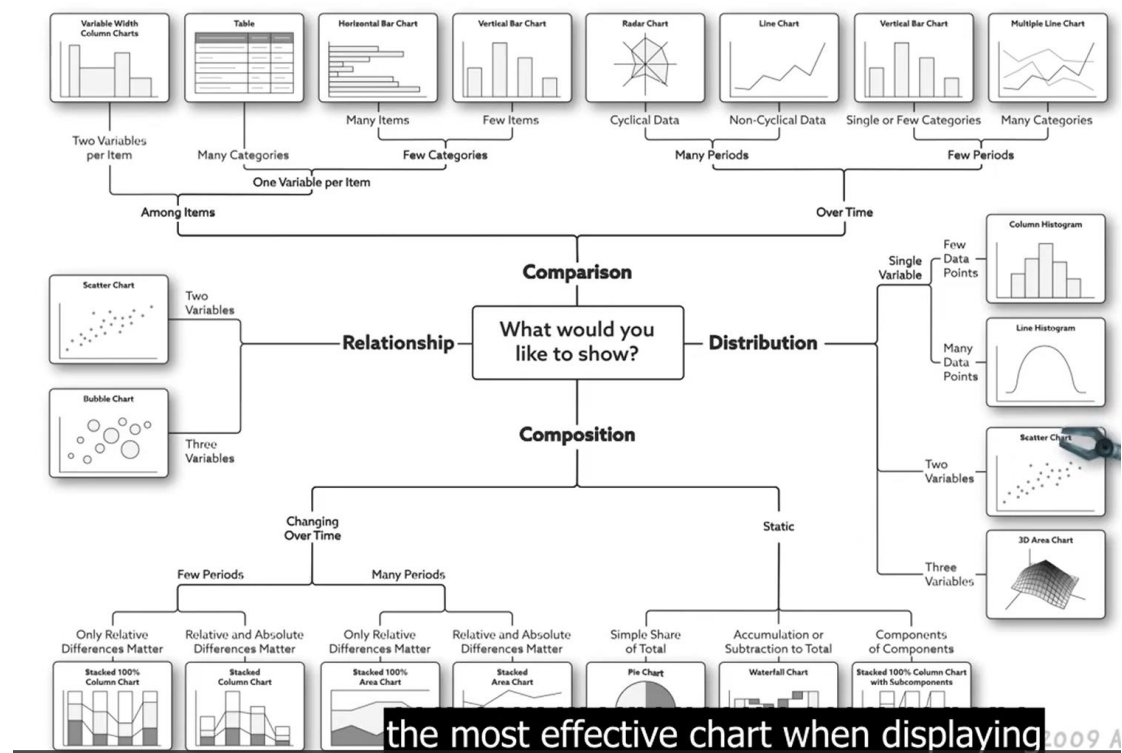 Variable Width
Column Charts
Table
Horizontal Bar Chart
Vertical Bar Chart
Radar Chart
Line Chart
Vertical Bar Chart
Multiple Line Chart
Many Items
Few Items
Cyclical Data
Non-Cyclical Data
Single or Few Categories
Many Categories
Two Variables
per Item
Many Categories
Few Categories
Many Periods
Few Periods
One Variable per Item
Among Items
Over Time
Comparison
Scatter Chart
Two
Variables
Relationship
What would you
like to show?
Distribution
Single
Variable
Few
Data
Points
Column Histogram
Many
Data
Points
Line Histogram
Bubble Chart
Three
Variables
Composition
Two
Variables
Scatter Chart
Three
Variables
3D Area Chart
Changing
Over Time
Static
Few Periods
Many Periods
Only Relative
Differences Matter
Relative and Absolute
Differences Matter
Only Relative
Differences Matter
Relative and Absolute
Differences Matter
Simple Share
of Total
Accumulation or
Subtraction to Total
Components
of Components
Stacked 100%
Column Chart
Stacked
Column Chart
Stacked 100%
Area Chart
Stacked
Area Chart
Pie Chart
Waterfall Chart
Stacked 100% Column Chart
with Subcomponents
the most effective chart when displaying
2009 A